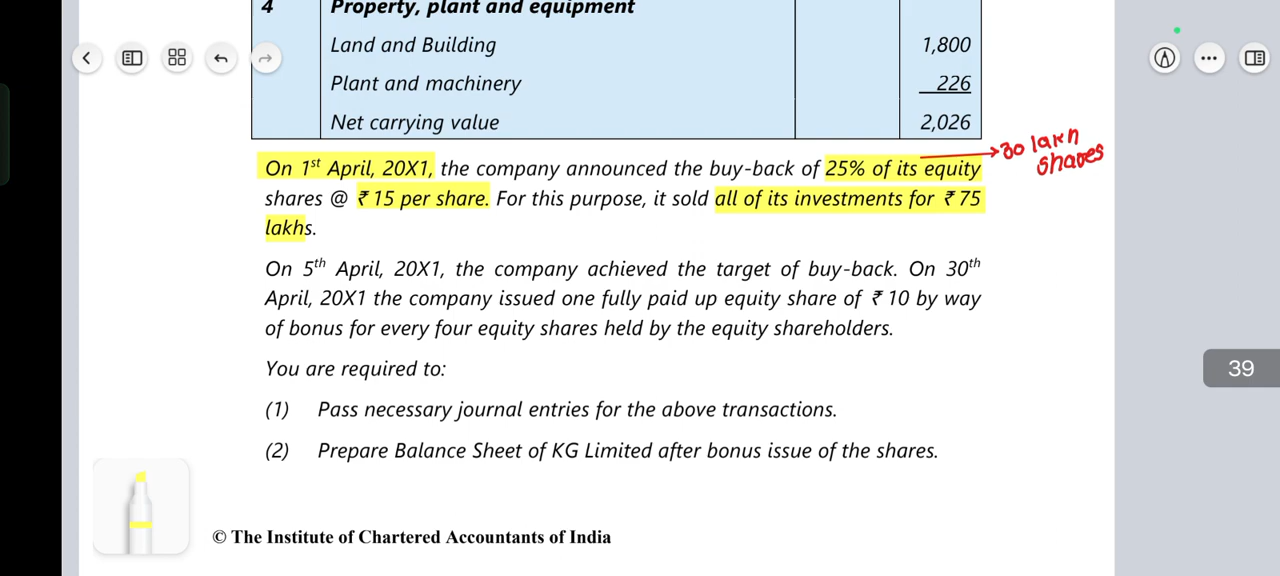 4 Property, plant and equipment
Land and Building 1,800
Plant and machinery 226
Net carrying value 2,026
On 1st April, 20X1, the company announced the buy-back of 25% of its equity
→30 lakh
shares
shares @ ₹ 15 per share. For this purpose, it sold all of its investments for ₹ 75
lakhs.
On 5th April, 20X1, the company achieved the target of buy-back. On 30th
April, 20X1 the company issued one fully paid up equity share of ₹ 10 by way
of bonus for every four equity shares held by the equity shareholders.
You are required to:
(1) Pass necessary journal entries for the above transactions.
(2) Prepare Balance Sheet of KG Limited after bonus issue of the shares.
39
© The Institute of Chartered Accountants of India